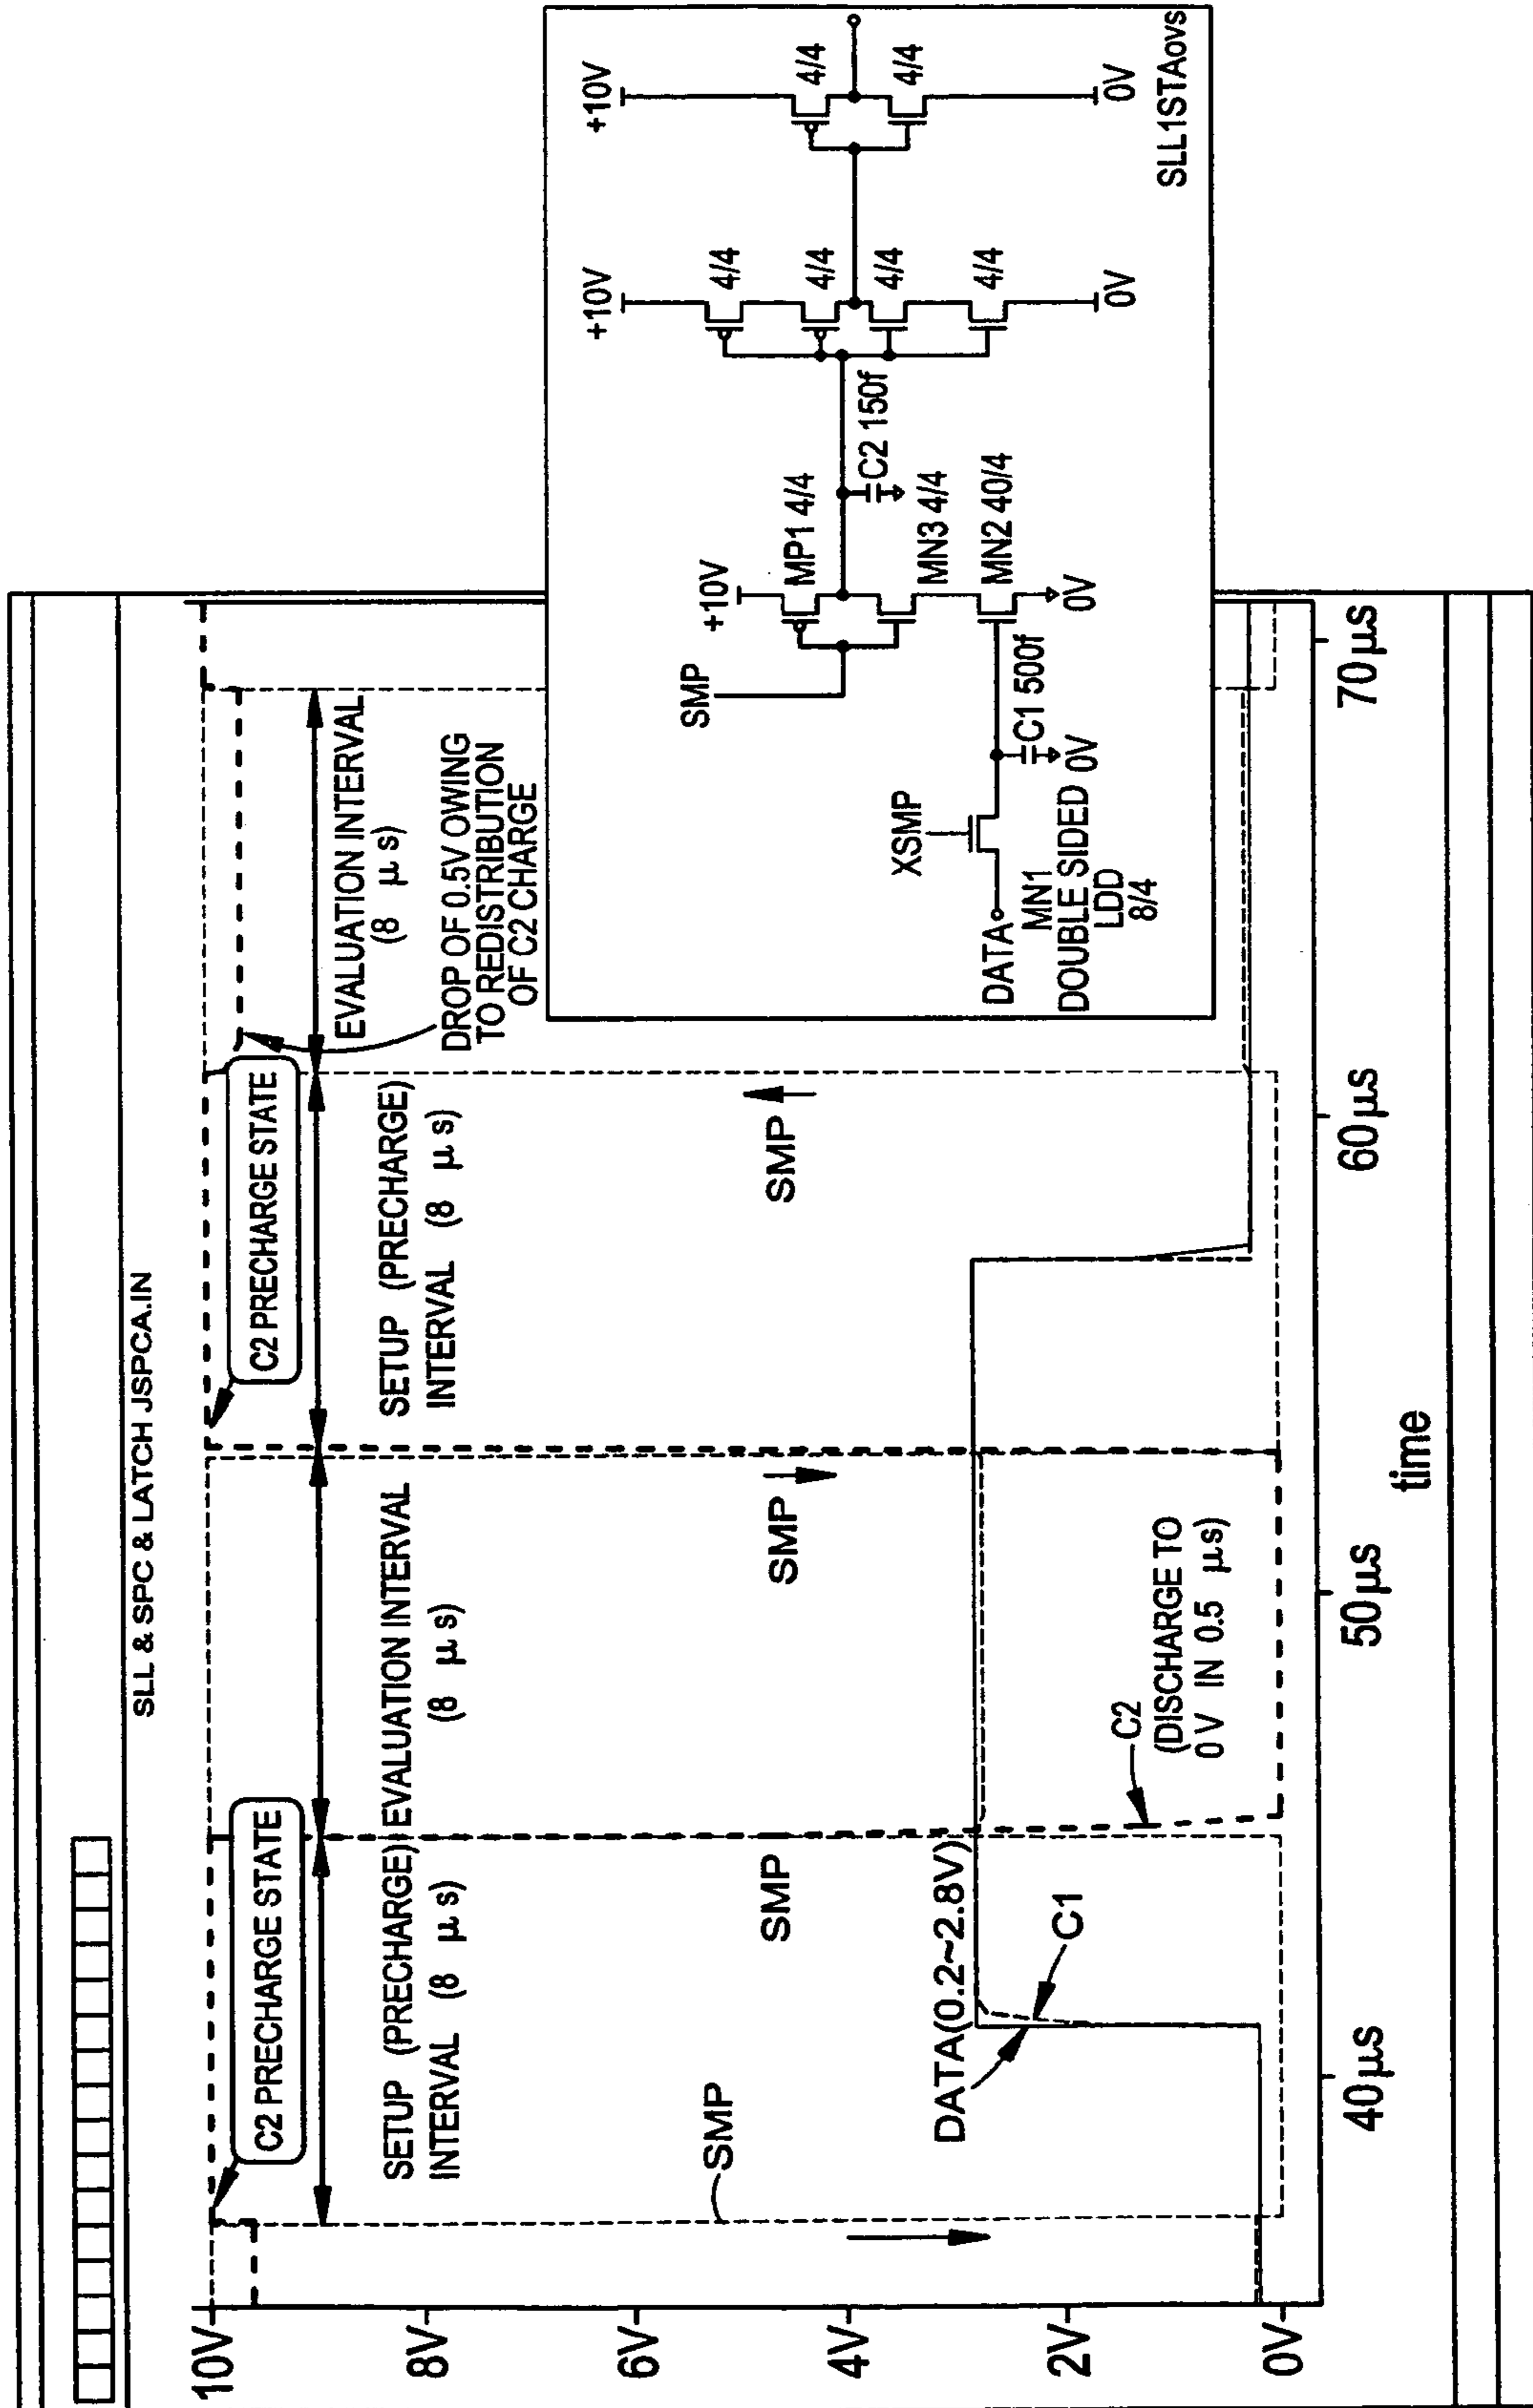 SLL & SPC & LATCH JSPCA.IN
10V
8V
6V
4V
2V
0V
40μs
50μs
60μs
70μs
time
C2 PRECHARGE STATE
SETUP (PRECHARGE)
INTERVAL (8 μs)
EVALUATION INTERVAL
(8 μs)
C2 PRECHARGE STATE
SETUP (PRECHARGE)
INTERVAL (8 μs)
EVALUATION INTERVAL
(8 μs)
DROP OF 0.5V OWING
TO REDISTRIBUTION
OF C2 CHARGE
SMP
SMP
SMP
SMP
DATA(0.2~2.8V)
C1
C2
(DISCHARGE TO
0 V IN 0.5 μs)
SMP
+10V
MP1 4/4
C2 150f
MN3 4/4
MN2 40/4
0V
XSMP
C1 500f
0V
DATA
MN1
DOUBLE SIDED
LDD
8/4
+10V
4/4
4/4
4/4
4/4
0V
+10V
4/4
4/4
0V
SLL1STAovs